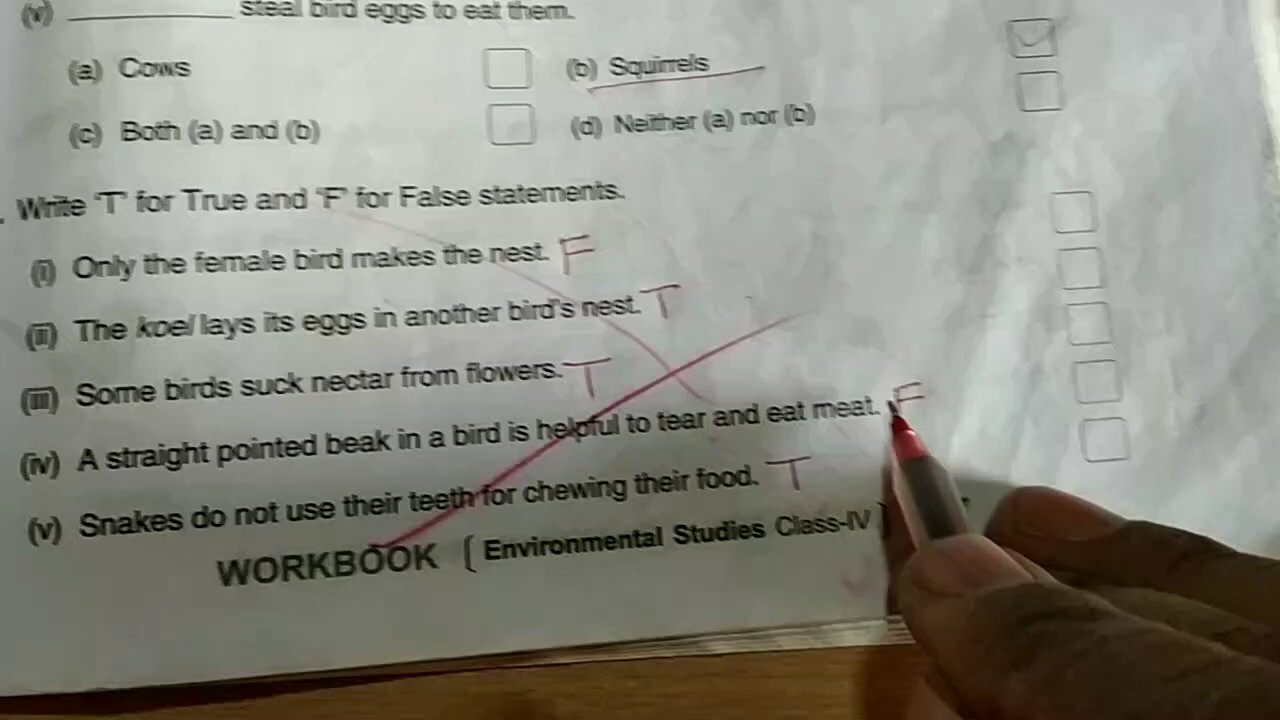 (v) __________ steal bird eggs to eat them.
(a) Cows (b) Squirrels
(c) Both (a) and (b) (d) Neither (a) nor (b)
Write 'T' for True and 'F' for False statements.
(i) Only the female bird makes the nest. F
(ii) The koel lays its eggs in another bird's nest. T
(iii) Some birds suck nectar from flowers. T
(iv) A straight pointed beak in a bird is helpful to tear and eat meat. F
(v) Snakes do not use their teeth for chewing their food. T
WORKBOOK (Environmental Studies Class-IV)